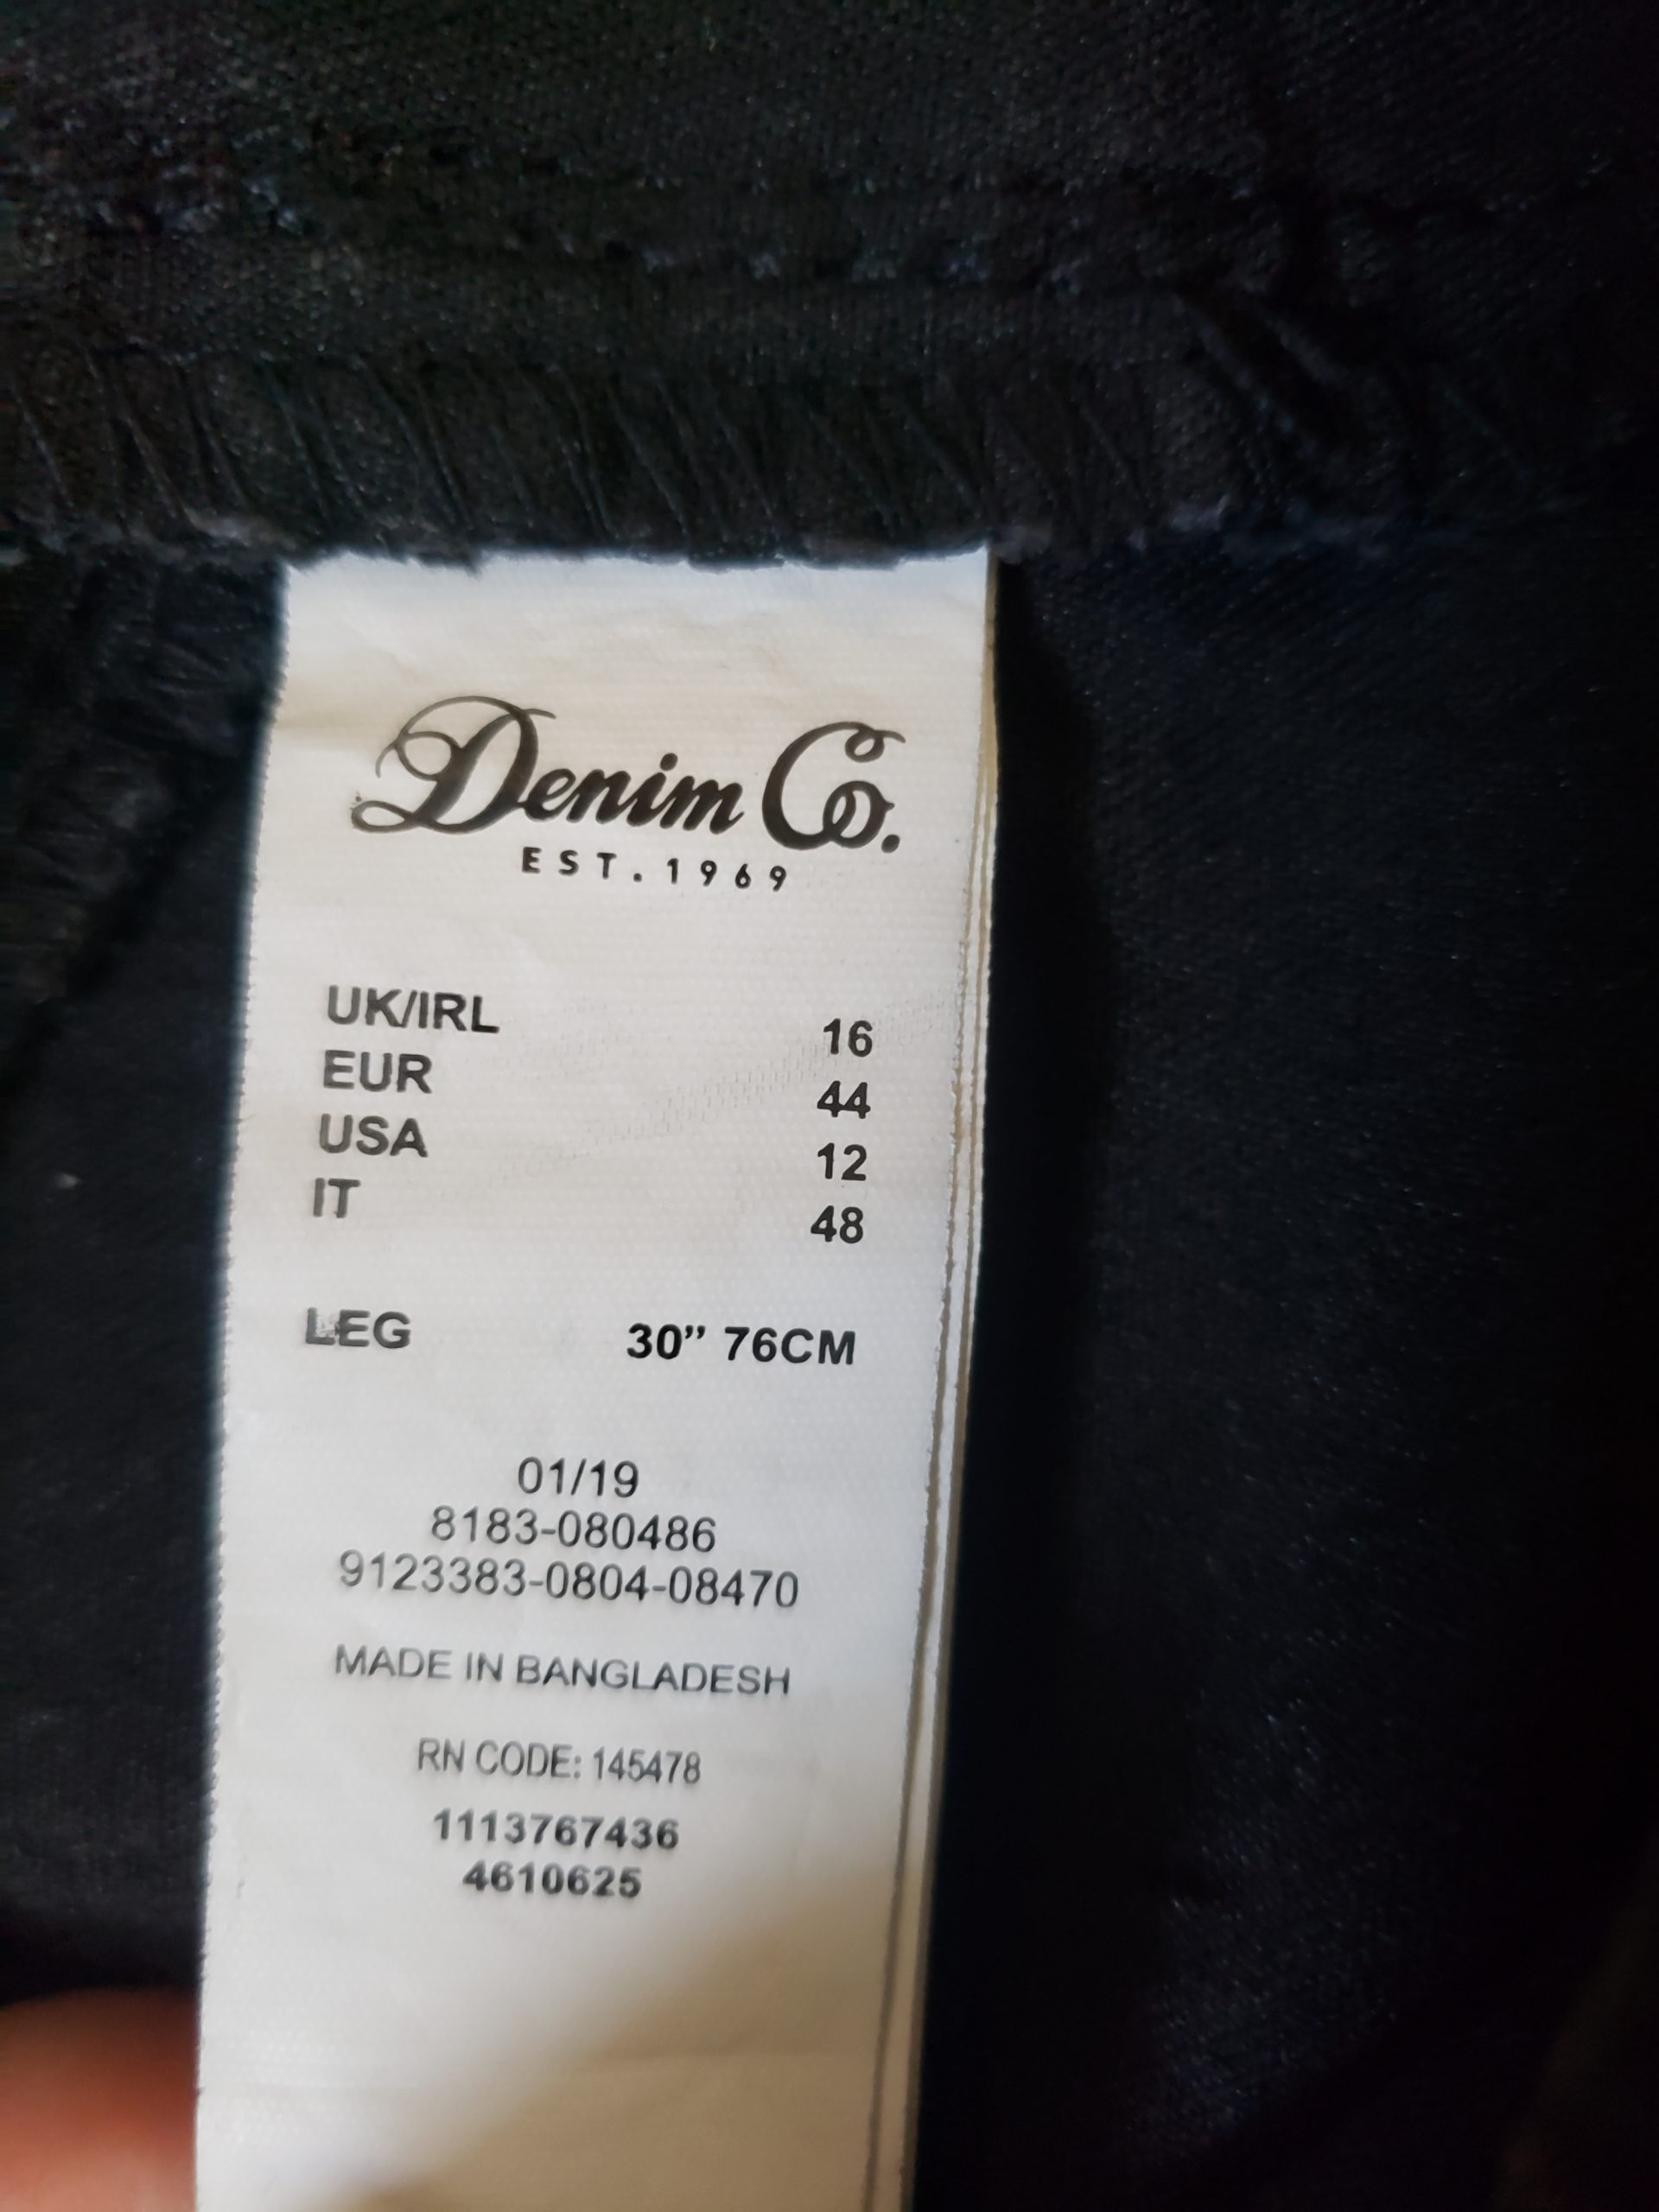 Denim Co.
EST. 1969
UK/IRL 16
EUR 44
USA 12
IT 48
LEG 30” 76CM
01/19
8183-080486
9123383-0804-08470
MADE IN BANGLADESH
RN CODE: 145478
1113767436
4610625